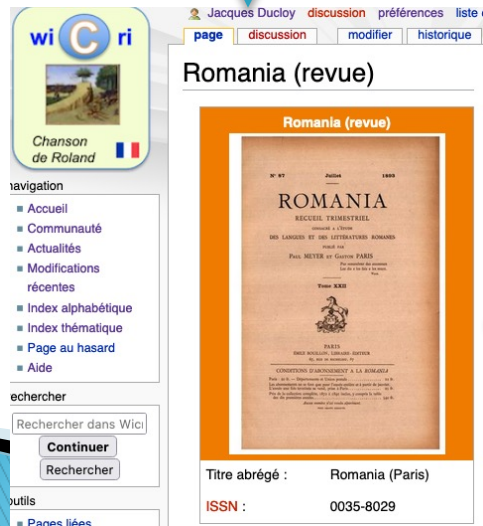 Jacques Ducloy discussion préférences liste
page discussion modifier historique
wi C ri
Chanson
de Roland
Romania (revue)
Romania (revue)
N° 87 Juillet 1893
ROMANIA
RECUEIL TRIMESTRIEL
CONSACRÉ A L'ÉTUDE
DES LANGUES ET DES LITTÉRATURES ROMANES
PUBLIÉ PAR
PAUL MEYER ET GASTON PARIS
Tome XXII
PARIS
ÉMILE BOUILLON, LIBRAIRE-ÉDITEUR
CONDITIONS D'ABONNEMENT A LA ROMANIA
Titre abrégé : Romania (Paris)
ISSN : 0035-8029
navigation
Accueil
Communauté
Actualités
Modifications
récentes
Index alphabétique
Index thématique
Page au hasard
Aide
echercher
Rechercher dans Wicr
Continuer
Rechercher
outils
Pages liées